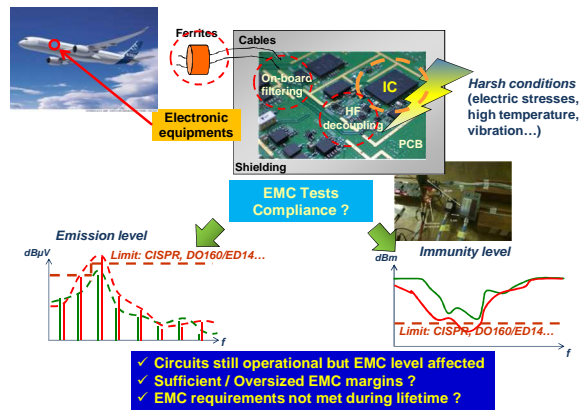 Ferrites
Cables
On-board
filtering
IC
HF
decoupling
PCB
Shielding
Harsh conditions
(electric stresses,
high temperature,
vibration…)
Electronic
equipments
EMC Tests
Compliance ?
Emission level
dBµV
Limit: CISPR, DO160/ED14…
f
Immunity level
dBm
Limit: CISPR, DO160/ED14…
f
✓ Circuits still operational but EMC level affected
✓ Sufficient / Oversized EMC margins ?
✓ EMC requirements not met during lifetime ?